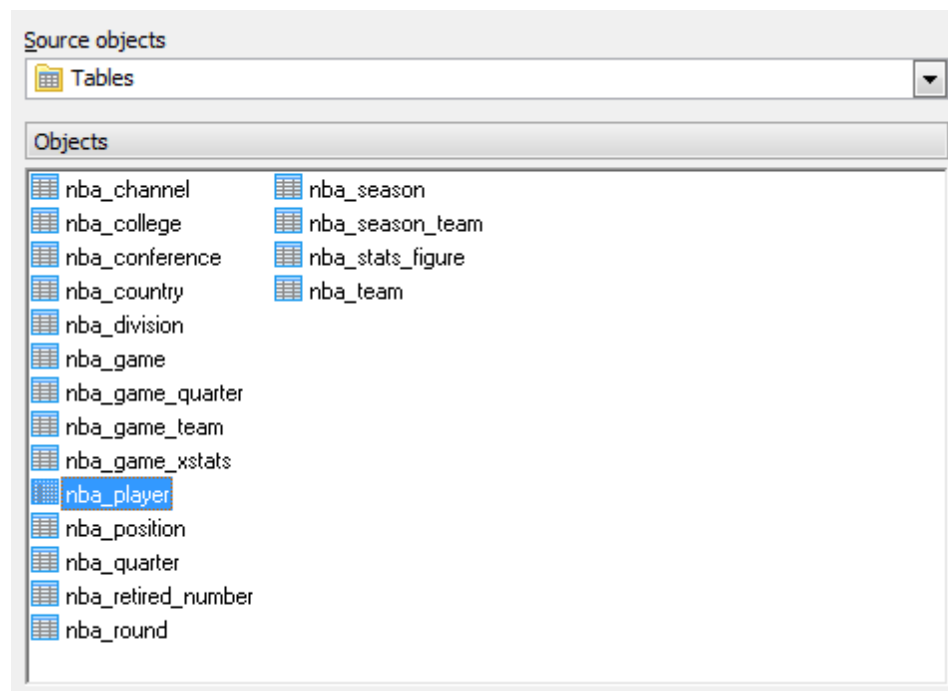 Source objects
Tables
Objects
nba_channel
nba_college
nba_conference
nba_country
nba_division
nba_game
nba_game_quarter
nba_game_team
nba_game_xstats
nba_player
nba_position
nba_quarter
nba_retired_number
nba_round
nba_season
nba_season_team
nba_stats_figure
nba_team